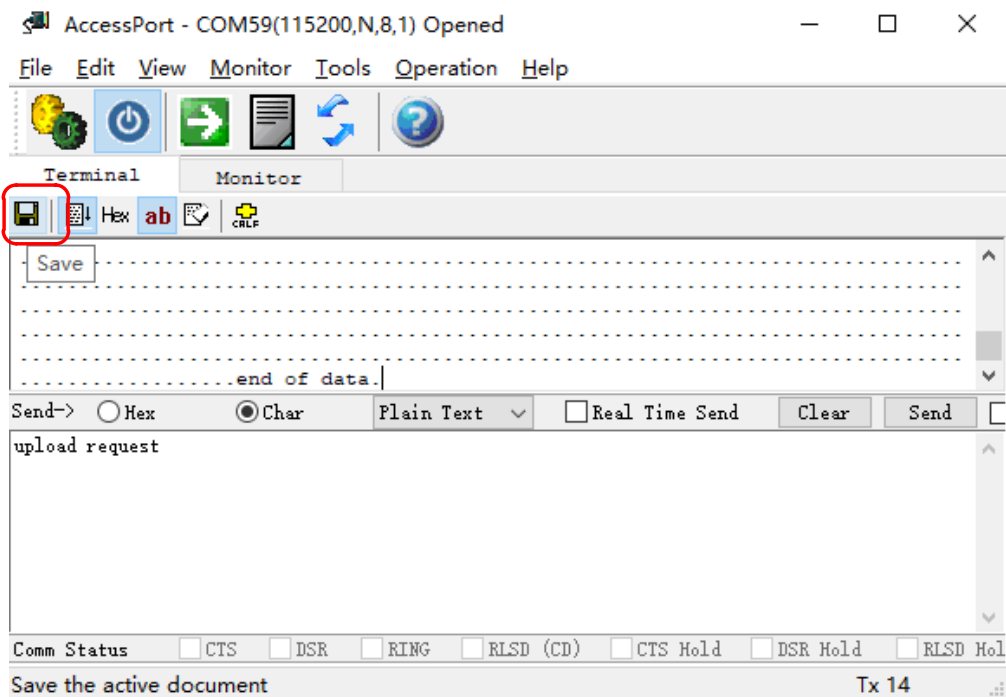 AccessPort - COM59(115200,N,8,1) Opened
File Edit View Monitor Tools Operation Help
Terminal Monitor
Hex ab CRLF
Save
................................................................................
................................................................................
................................................................................
................................................................................
..................end of data.
Send-> Hex Char Plain Text Real Time Send Clear Send
upload request
Comm Status CTS DSR RING RLSD (CD) CTS Hold DSR Hold RLSD Hol
Save the active document Tx 14